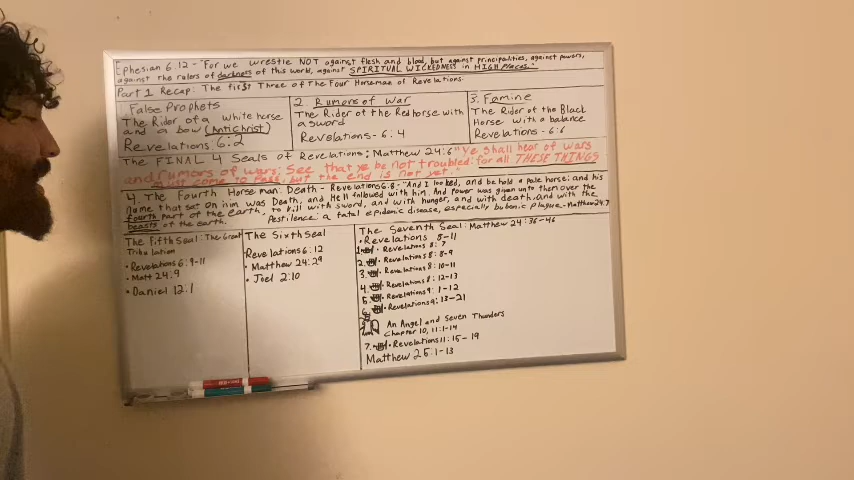 Ephesian 6:12 - "For we wrestle NOT against flesh and blood, but against principalities, against powers,
against the rulers of darkness of this world, against SPIRITUAL WICKEDNESS in HIGH Places."
Part 1 Recap: The first Three of The Four Horseman of Revelations.
1. False Prophets
The Rider of a white horse
and a bow (Antichrist)
Revelations 6:2
2. Rumors of War
The Rider of the Red horse with
a sword
Revelations - 6:4
3. Famine
The Rider of the Black
Horse with a balance
Revelations - 6:6
The FINAL 4 Seals of Revelations: Matthew 24:6 "Ye shall hear of wars
and rumors of wars: See that ye be not troubled: for all THESE THINGS
must come to pass, but the end is not yet."
4. The Fourth Horseman: Death - Revelations 6:8 - "And I looked, and behold a pale horse: and his
name that sat on him was Death, and Hell followed with him. And Power was given unto them over the
fourth part of the earth, to kill with sword, and with hunger, and with death, and with the
beasts of the earth. Pestilence: a fatal epidemic disease, especially bubonic plague. - Matthew 24:7
The Fifth Seal: The Great
Tribulation
• Revelations 6:9-11
• Matt 24:9
• Daniel 12:1
The Sixth Seal
Revelations 6:12
• Matthew 24:29
• Joel 2:10
The Seventh Seal: Matthew 24:36-46
• Revelations 8-11
1. • Revelations 8:7
2. • Revelations 8:8-9
3. • Revelations 8:10-11
4. • Revelations 8:12-13
5. • Revelations 9:1-12
6. • Revelations 9:13-21
An Angel and Seven Thunders
Chapter 10, 11:1-14
7. • Revelations 11:15-19
Matthew 25:1-13